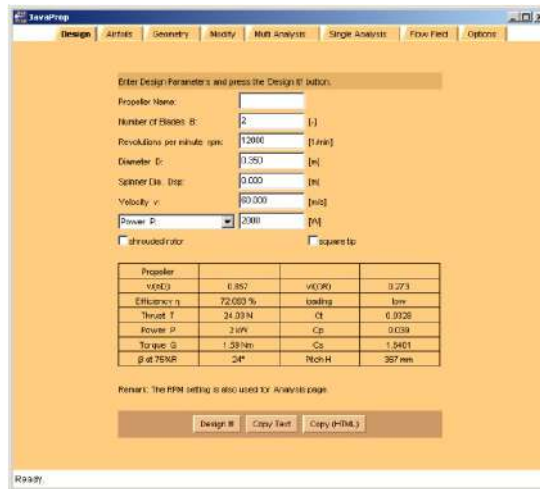 JavaProp
Design Airfoils Geometry Modify Multi Analysis Single Analysis Flow Field Options
Enter Design Parameters and press the 'Design It!' button.
Propeller Name:
Number of Blades B: 2 [-]
Revolutions per minute rpm: 12000 [1/min]
Diameter D: 0.350 [m]
Spinner Dia. Dsp: 0.000 [m]
Velocity v: 60.000 [m/s]
Power P: 2000 [W]
shrouded rotor square tip
Propeller
v/(nD) 0.857 v/(ΩR) 0.273
Efficiency η 72.083 % loading low
Thrust T 24.03 N Ct 0.0328
Power P 2 kW Cp 0.039
Torque Q 1.59 Nm Cs 1.6401
β at 75%R 24° Pitch H 367 mm
Remark: The RPM setting is also used for Analysis page.
Design It! Copy Text Copy (HTML)
Ready.